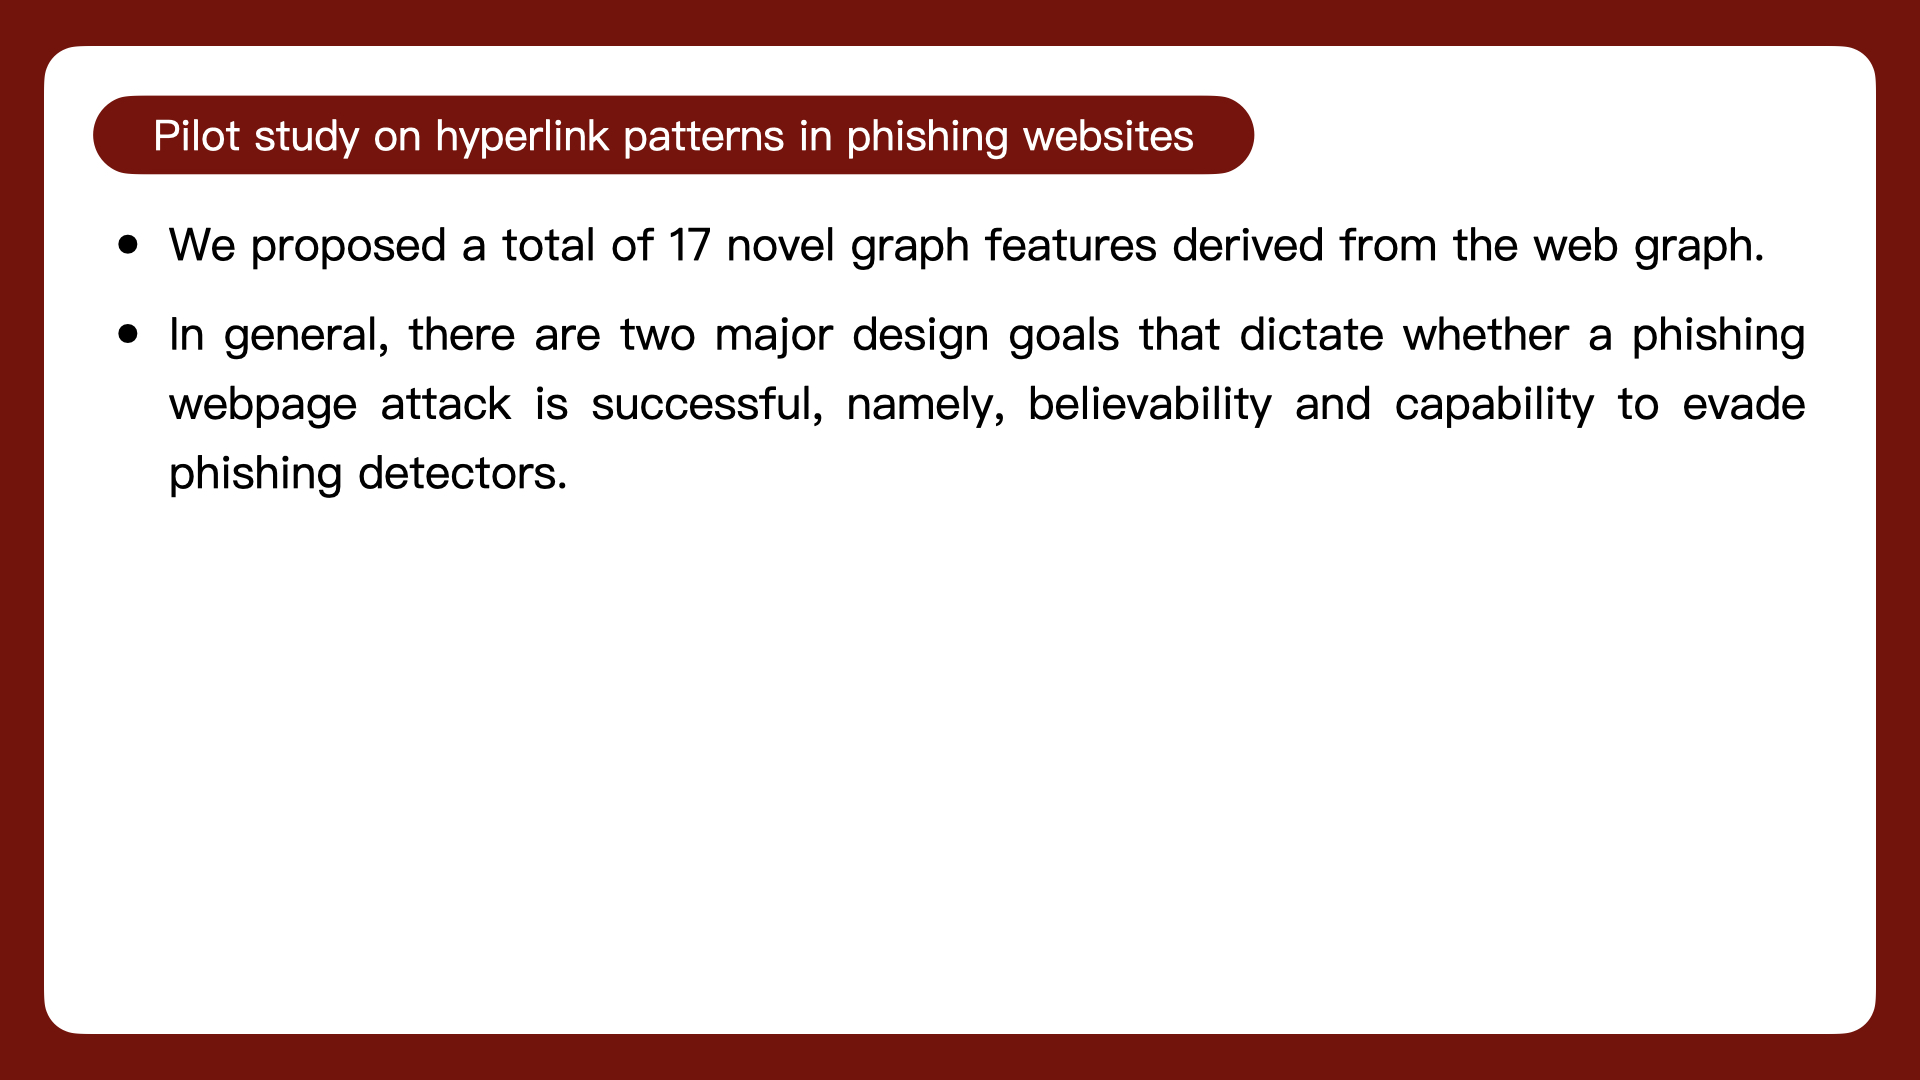 Pilot study on hyperlink patterns in phishing websites
• We proposed a total of 17 novel graph features derived from the web graph.
• In general, there are two major design goals that dictate whether a phishing
webpage attack is successful, namely, believability and capability to evade
phishing detectors.